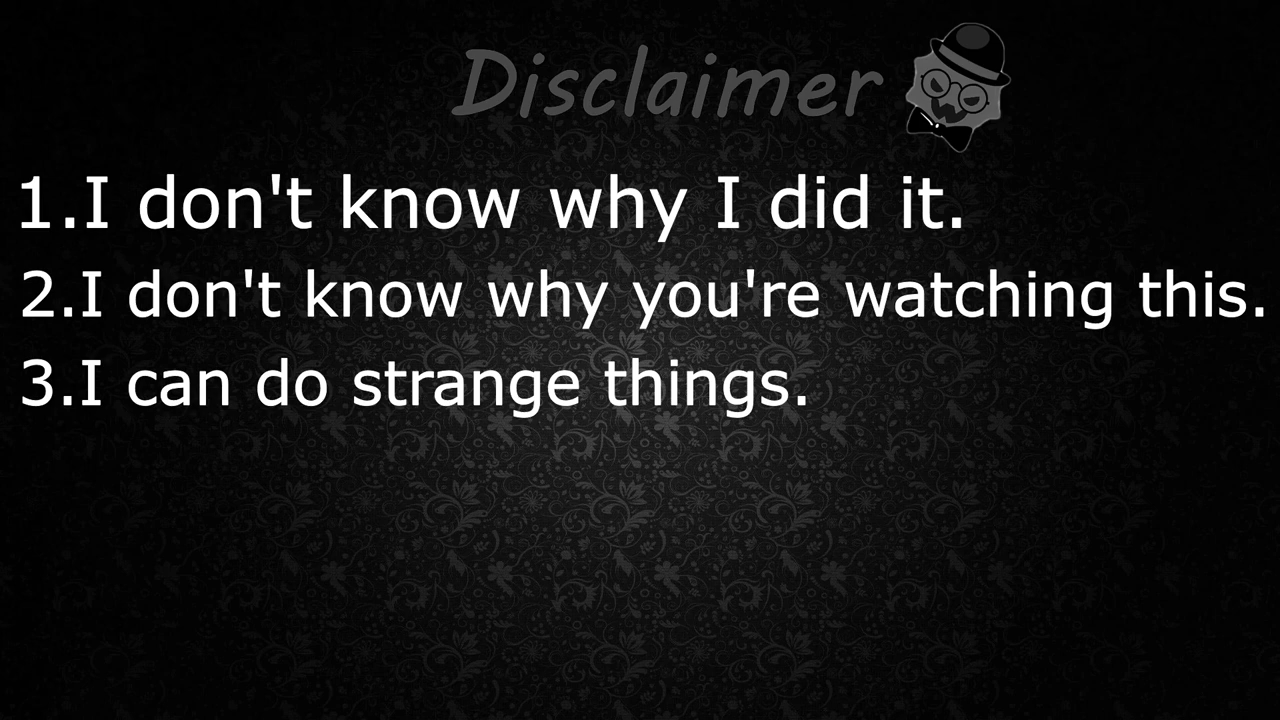 Disclaimer
1.I don't know why I did it.
2.I don't know why you're watching this.
3.I can do strange things.